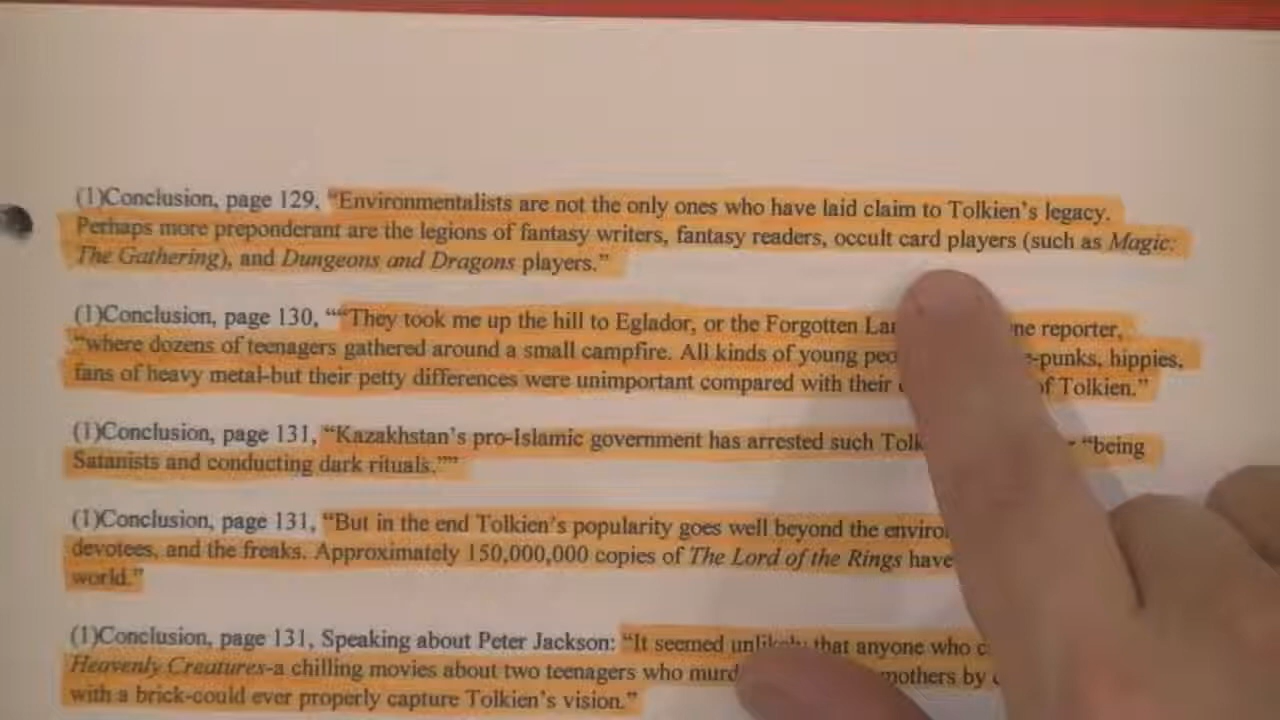 (1)Conclusion, page 129, “Environmentalists are not the only ones who have laid claim to Tolkien’s legacy.
Perhaps more preponderant are the legions of fantasy writers, fantasy readers, occult card players (such as Magic:
The Gathering), and Dungeons and Dragons players.”
(1)Conclusion, page 130, ““They took me up the hill to Eglador, or the Forgotten reporter,
“where dozens of teenagers gathered around a small campfire. All kinds of young hippies,
fans of heavy metal-but their petty differences were unimportant compared with their of Tolkien.”
(1)Conclusion, page 131, “Kazakhstan’s pro-Islamic government has arrested such “being
Satanists and conducting dark rituals.””
(1)Conclusion, page 131, “But in the end Tolkien’s popularity goes well beyond the
devotees, and the freaks. Approximately 150,000,000 copies of The Lord of the Rings have
world.”
(1)Conclusion, page 131, Speaking about Peter Jackson: “It seemed unlikely that anyone who
Heavenly Creatures-a chilling movies about two teenagers who mothers by
with a brick-could ever properly capture Tolkien’s vision.”